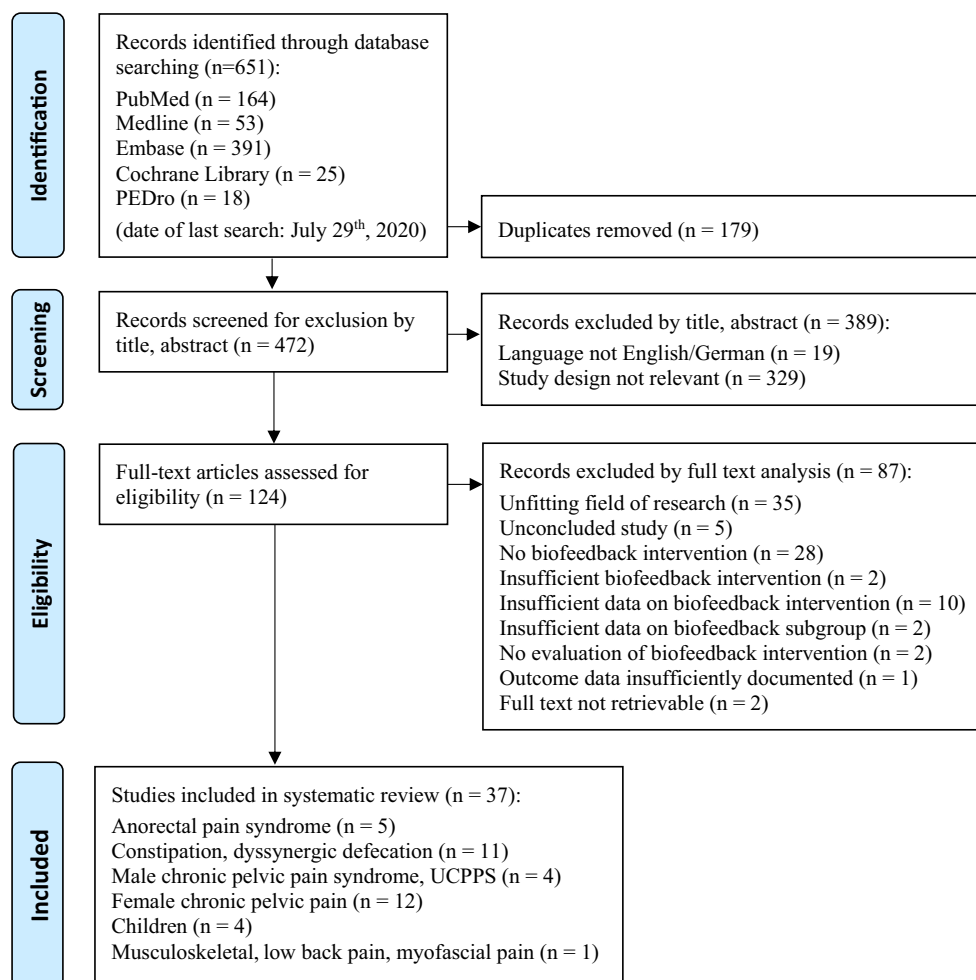 Identification
Records identified through database
searching (n=651):
PubMed (n = 164)
Medline (n = 53)
Embase (n = 391)
Cochrane Library (n = 25)
PEDro (n = 18)
(date of last search: July 29th, 2020)
Duplicates removed (n = 179)
Screening
Records screened for exclusion by
title, abstract (n = 472)
Records excluded by title, abstract (n = 389):
Language not English/German (n = 19)
Study design not relevant (n = 329)
Eligibility
Full-text articles assessed for
eligibility (n = 124)
Records excluded by full text analysis (n = 87):
Unfitting field of research (n = 35)
Unconcluded study (n = 5)
No biofeedback intervention (n = 28)
Insufficient biofeedback intervention (n = 2)
Insufficient data on biofeedback intervention (n = 10)
Insufficient data on biofeedback subgroup (n = 2)
No evaluation of biofeedback intervention (n = 2)
Outcome data insufficiently documented (n = 1)
Full text not retrievable (n = 2)
Included
Studies included in systematic review (n = 37):
Anorectal pain syndrome (n = 5)
Constipation, dyssynergic defecation (n = 11)
Male chronic pelvic pain syndrome, UCPPS (n = 4)
Female chronic pelvic pain (n = 12)
Children (n = 4)
Musculoskeletal, low back pain, myofascial pain (n = 1)